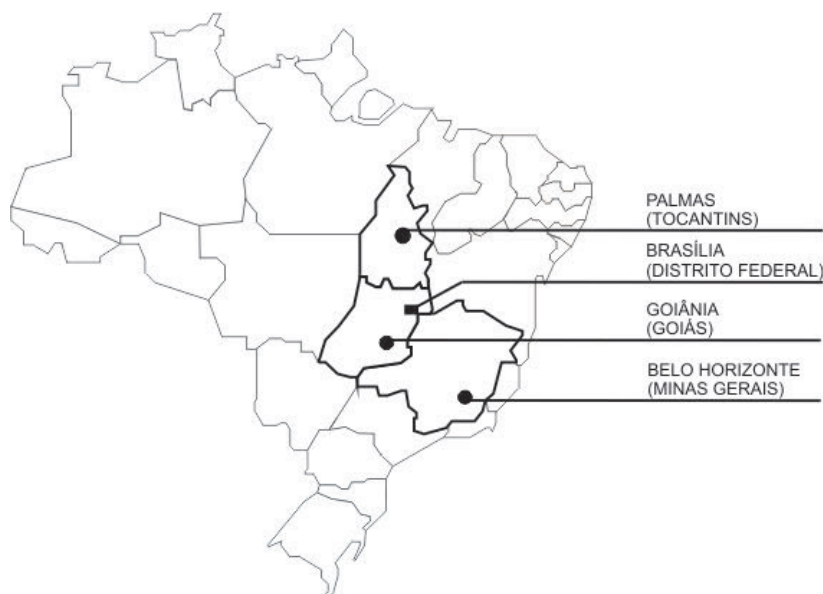 PALMAS
(TOCANTINS)
BRASÍLIA
(DISTRITO FEDERAL)
GOIÂNIA
(GOIÁS)
BELO HORIZONTE
(MINAS GERAIS)